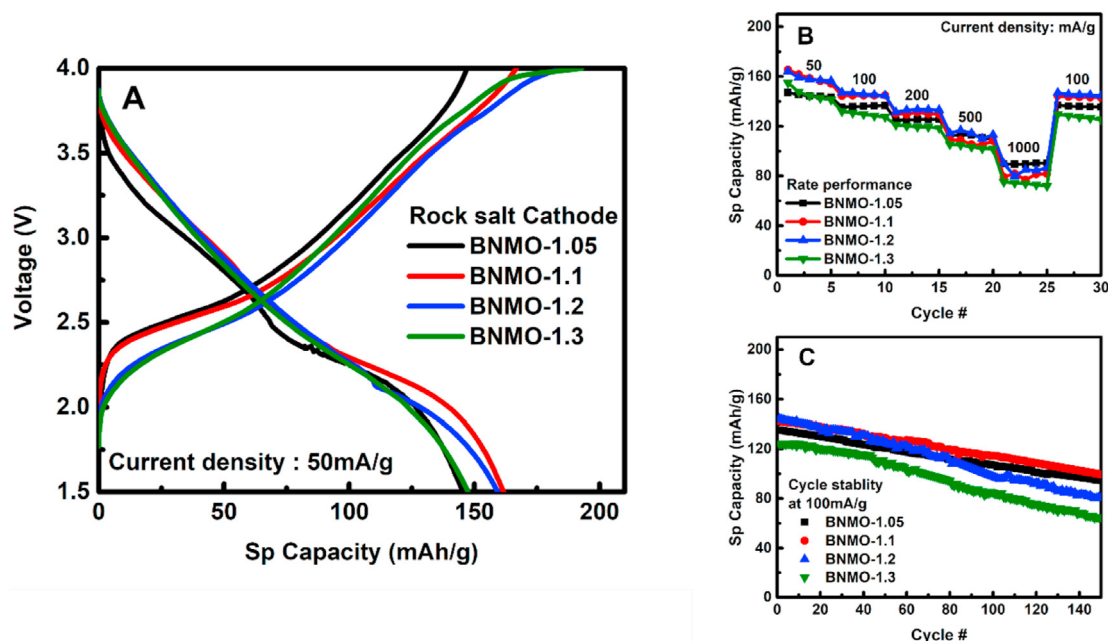 A
4.0
3.5
3.0
2.5
2.0
1.5
Voltage (V)
Rock salt Cathode
BNMO-1.05
BNMO-1.1
BNMO-1.2
BNMO-1.3
Current density : 50mA/g
0
50
100
150
200
Sp Capacity (mAh/g)
B
Current density: mA/g
50
100
200
500
1000
100
200
160
120
80
40
0
Sp Capacity (mAh/g)
Rate performance
BNMO-1.05
BNMO-1.1
BNMO-1.2
BNMO-1.3
0
5
10
15
20
25
30
Cycle #
C
200
160
120
80
40
0
Sp Capacity (mAh/g)
Cycle stablity
at 100mA/g
BNMO-1.05
BNMO-1.1
BNMO-1.2
BNMO-1.3
0
20
40
60
80
100
120
140
Cycle #